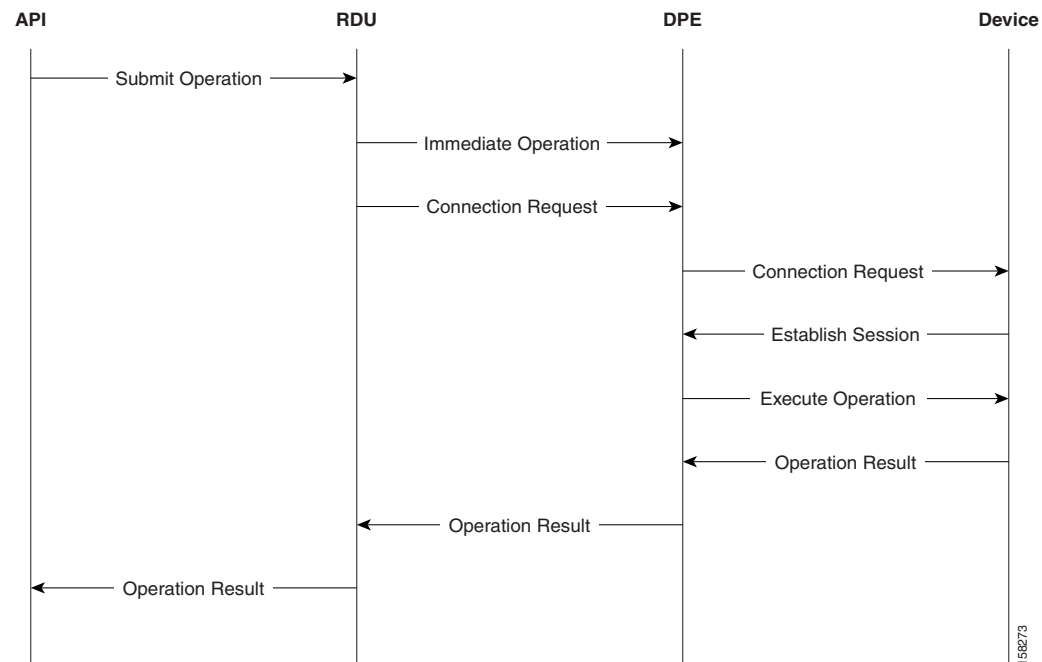 API
RDU
DPE
Device
Submit Operation
Immediate Operation
Connection Request
Connection Request
Establish Session
Execute Operation
Operation Result
Operation Result
Operation Result
158273